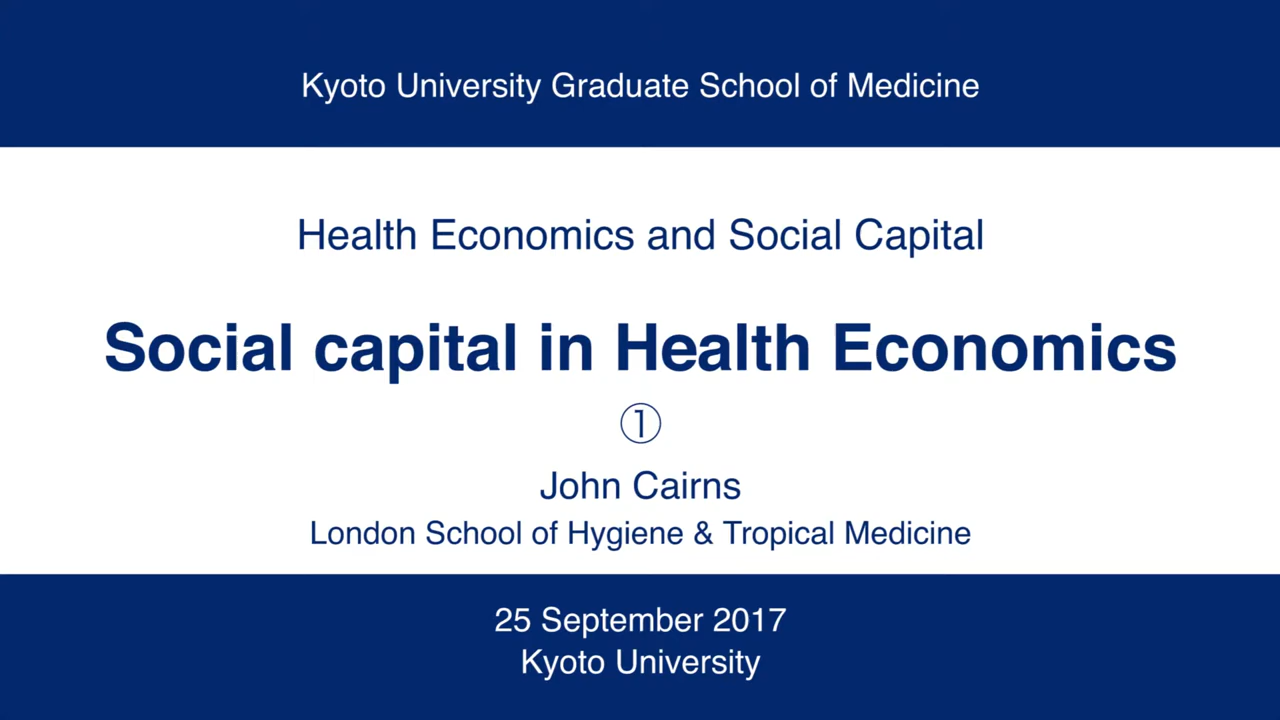 Kyoto University Graduate School of Medicine
Health Economics and Social Capital
Social capital in Health Economics
①
John Cairns
London School of Hygiene & Tropical Medicine
25 September 2017
Kyoto University